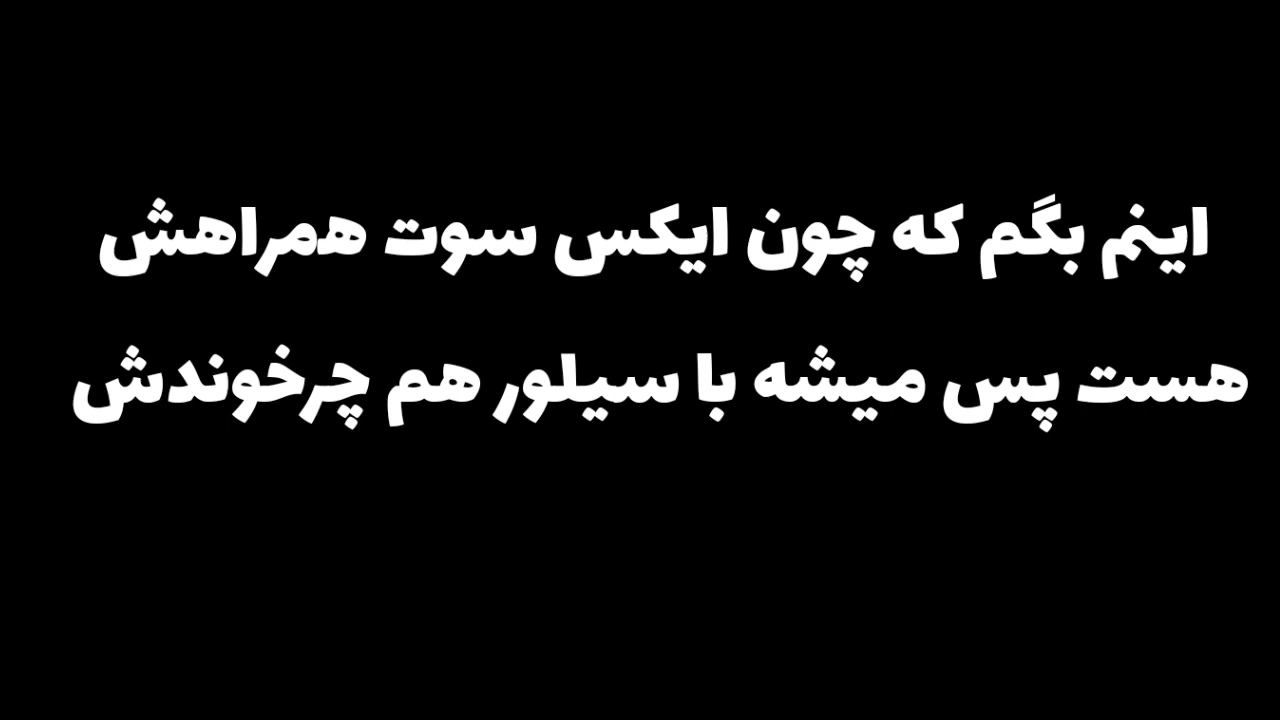 اینم بگم که چون ایکس سوت همراهش
هست پس میشه با سیلور هم چرخوندش